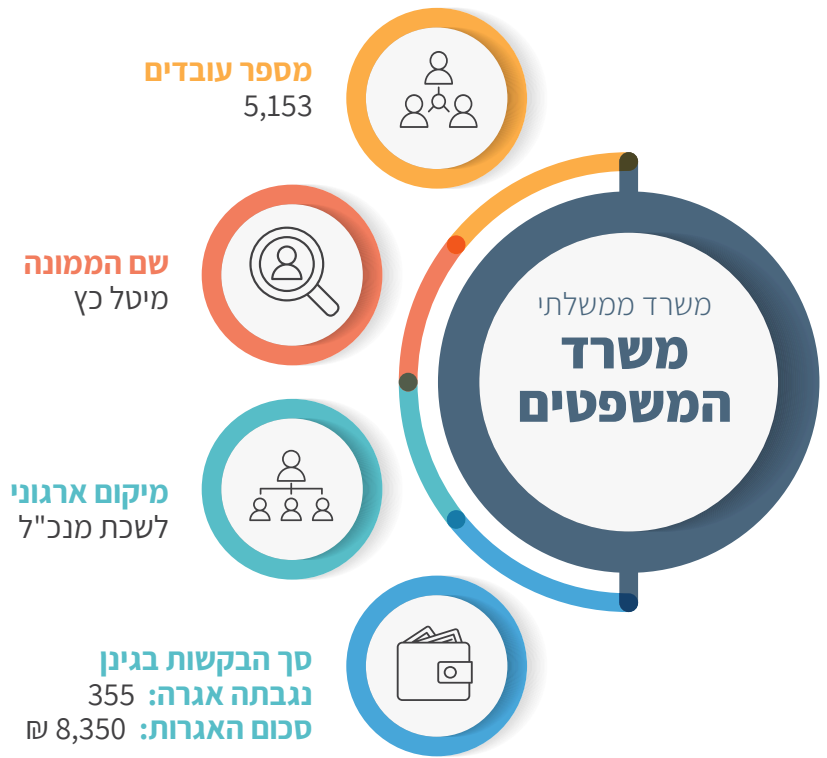 משרד ממשלתי
משרד
המשפטים
מספר עובדים
5,153
שם הממונה
מיטל כץ
מיקום ארגוני
לשכת מנכ"ל
סך הבקשות בגינן
נגבתה אגרה: 355
סכום האגרות: 8,350 ₪